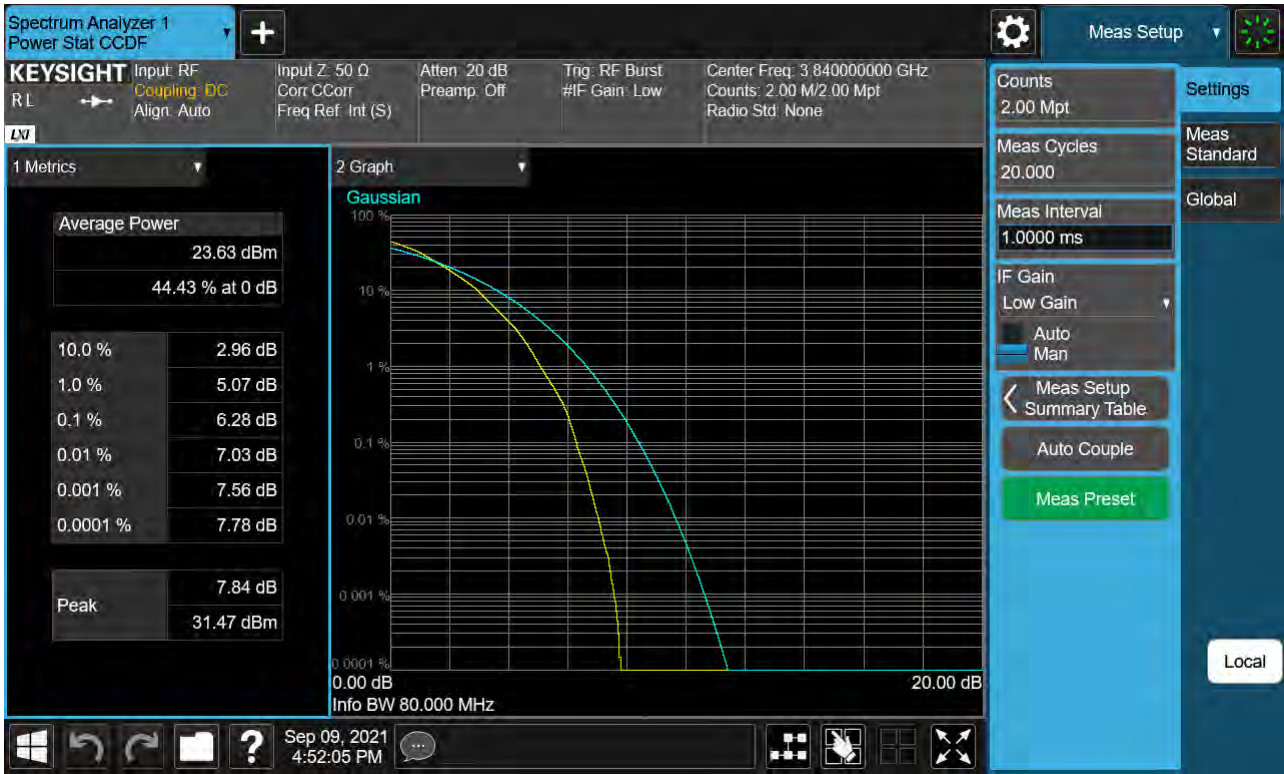 Spectrum Analyzer 1
Power Stat CCDF
+
Meas Setup
KEYSIGHT
RL
LXI
Input: RF
Coupling: DC
Align: Auto
Input Z: 50 Ω
Corr CCorr
Freq Ref: Int (S)
Atten: 20 dB
Preamp: Off
Trig: RF Burst
#IF Gain: Low
Center Freq: 3.840000000 GHz
Counts: 2.00 M/2.00 Mpt
Radio Std: None
1 Metrics
Average Power
23.63 dBm
44.43 % at 0 dB
10.0 % 2.96 dB
1.0 % 5.07 dB
0.1 % 6.28 dB
0.01 % 7.03 dB
0.001 % 7.56 dB
0.0001 % 7.78 dB
Peak
7.84 dB
31.47 dBm
2 Graph
Gaussian
100 %
10 %
1 %
0.1 %
0.01 %
0.001 %
0.0001 %
0.00 dB 20.00 dB
Info BW 80.000 MHz
Counts
2.00 Mpt
Meas Cycles
20.000
Meas Interval
1.0000 ms
IF Gain
Low Gain
Auto
Man
Meas Setup
Summary Table
Auto Couple
Meas Preset
Settings
Meas
Standard
Global
Local
?
Sep 09, 2021
4:52:05 PM